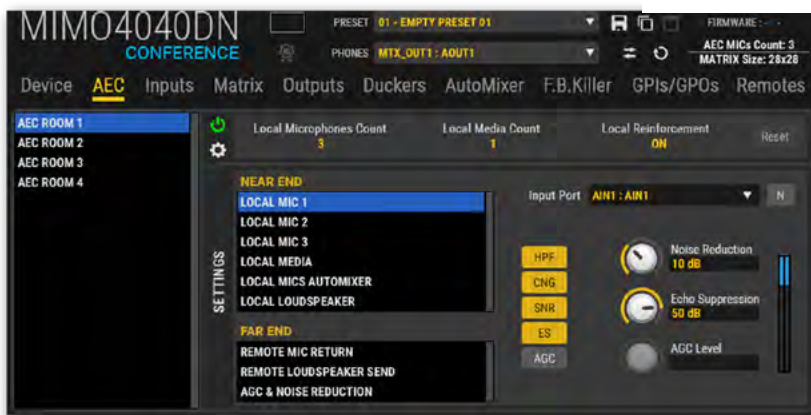 MIMO4040DN
CONFERENCE
PRESET 01 - EMPTY PRESET 01
FIRMWARE:
PHONES MTX_OUT1 : AOUT1
AEC MICs Count: 3
MATRIX Size: 28x28
Device AEC Inputs Matrix Outputs Duckers AutoMixer F.B.Killer GPIs/GPOs Remotes
AEC ROOM 1
AEC ROOM 2
AEC ROOM 3
AEC ROOM 4
Local Microphones Count
3
Local Media Count
1
Local Reinforcement
ON
Reset
SETTINGS
NEAR END
LOCAL MIC 1
LOCAL MIC 2
LOCAL MIC 3
LOCAL MEDIA
LOCAL MICS AUTOMIXER
LOCAL LOUDSPEAKER
FAR END
REMOTE MIC RETURN
REMOTE LOUDSPEAKER SEND
AGC & NOISE REDUCTION
Input Port AIN1 : AIN1 N
HPF
CNG
SNR
ES
AGC
Noise Reduction
10 dB
Echo Suppression
50 dB
AGC Level